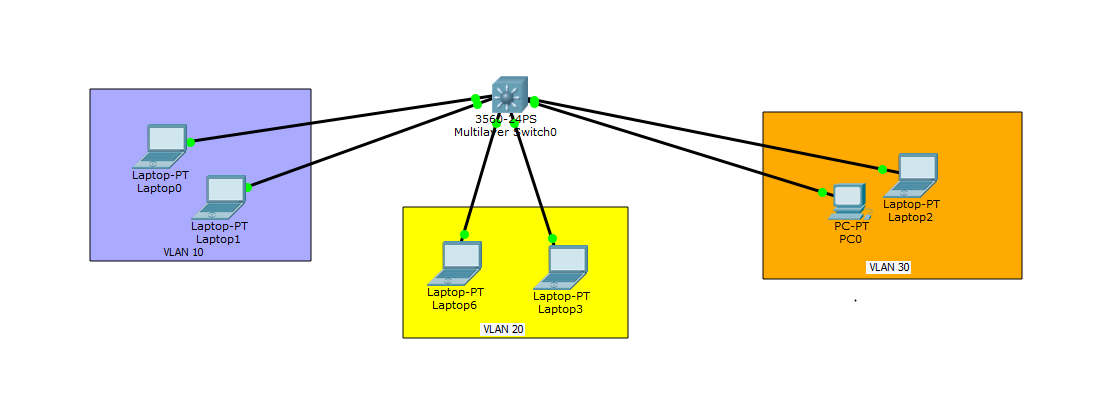 3560-24PS
Multilayer Switch0
Laptop-PT
Laptop0
Laptop-PT
Laptop1
VLAN 10
Laptop-PT
Laptop6
Laptop-PT
Laptop3
VLAN 20
Laptop-PT
Laptop2
PC-PT
PC0
VLAN 30